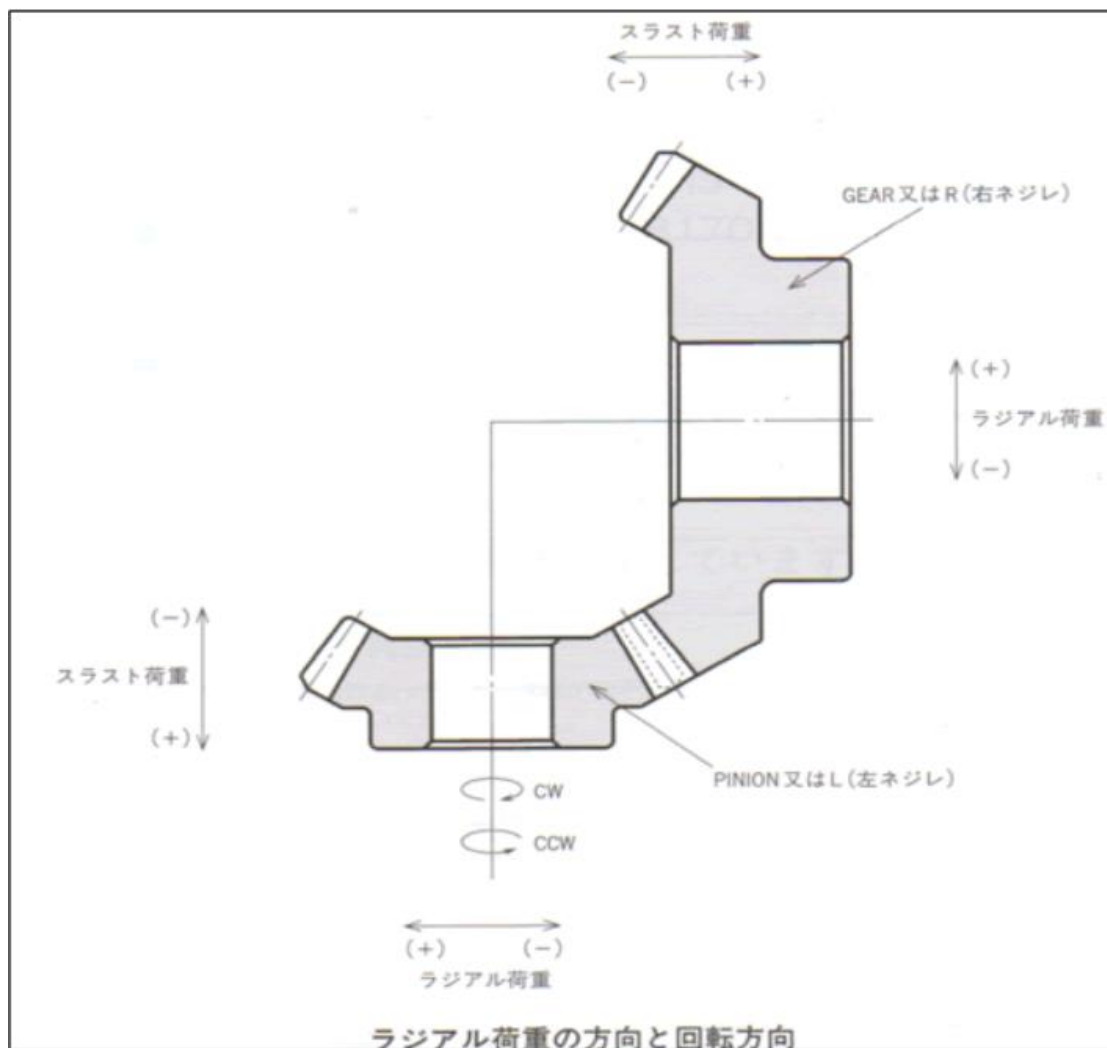 スラスト荷重
(−) (+)
GEAR又はR(右ネジレ)
(+)
ラジアル荷重
(−)
(−)
スラスト荷重
(+)
PINION又はL(左ネジレ)
CW
CCW
(+) (−)
ラジアル荷重
ラジアル荷重の方向と回転方向